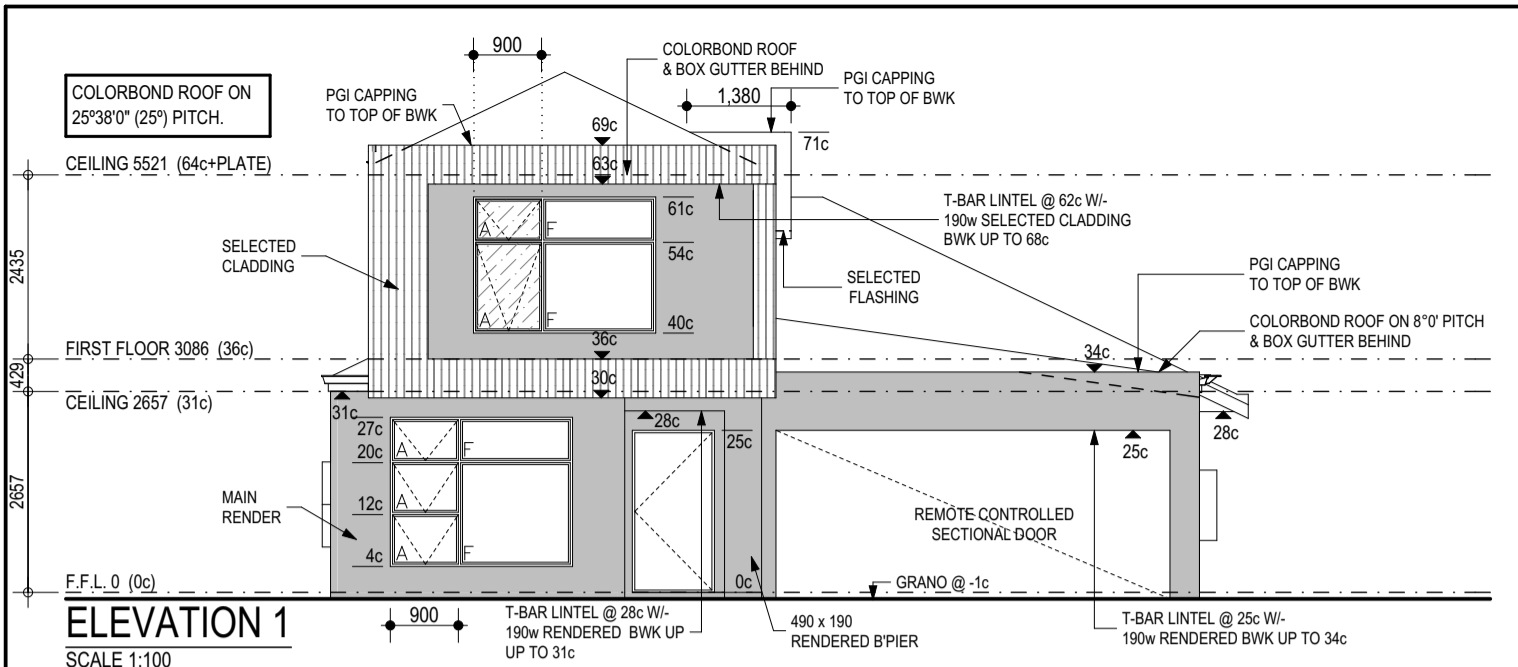 900
COLORBOND ROOF
& BOX GUTTER BEHIND
COLORBOND ROOF ON
25º38'0" (25º) PITCH.
PGI CAPPING
TO TOP OF BWK
1,380
PGI CAPPING
TO TOP OF BWK
69c
71c
CEILING 5521 (64c+PLATE)
63c
T-BAR LINTEL @ 62c W/-
190w SELECTED CLADDING
BWK UP TO 68c
61c
A
F
SELECTED
CLADDING
54c
2435
SELECTED
FLASHING
PGI CAPPING
TO TOP OF BWK
A
F
40c
COLORBOND ROOF ON 8°0' PITCH
& BOX GUTTER BEHIND
FIRST FLOOR 3086 (36c)
36c
34c
429
30c
CEILING 2657 (31c)
31c
28c
28c
27c
25c
25c
20c
A
F
2657
MAIN
RENDER
12c
A
REMOTE CONTROLLED
SECTIONAL DOOR
4c
A
F
F.F.L. 0 (0c)
0c
GRANO @ -1c
ELEVATION 1
SCALE 1:100
900
T-BAR LINTEL @ 28c W/-
190w RENDERED BWK UP
UP TO 31c
490 x 190
RENDERED B'PIER
T-BAR LINTEL @ 25c W/-
190w RENDERED BWK UP TO 34c